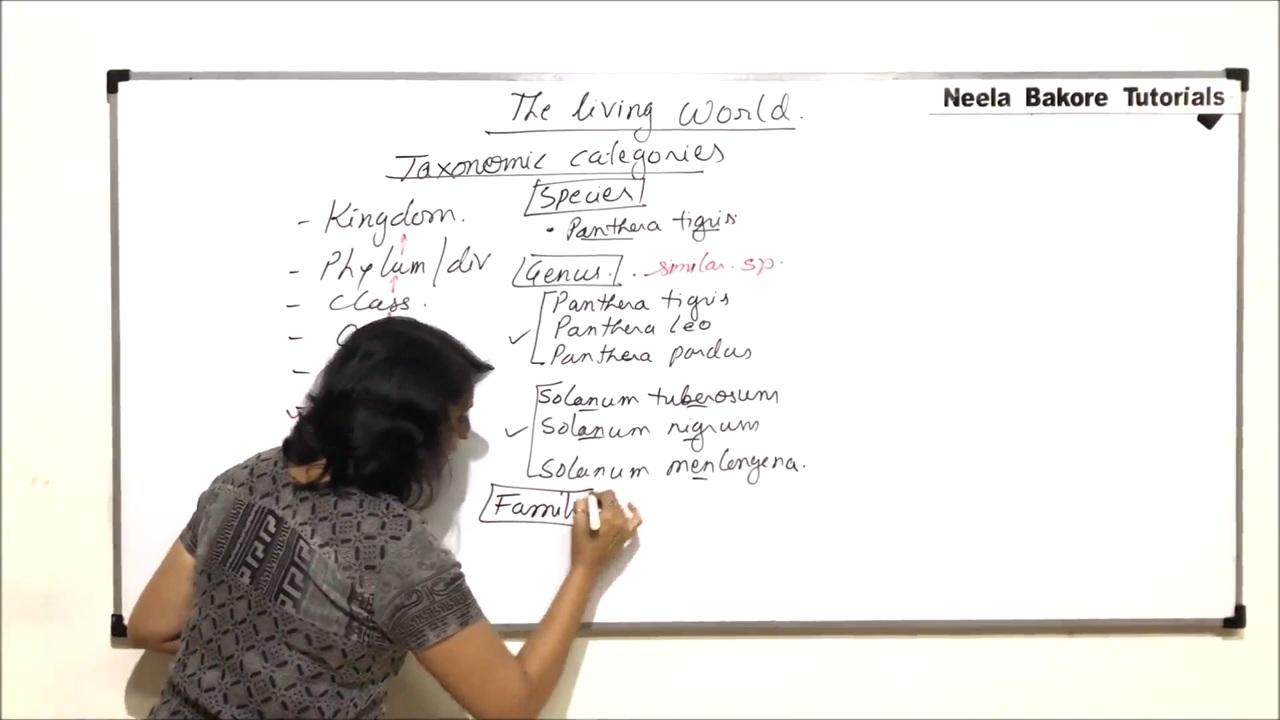 Neela Bakore Tutorials
The living World.
Taxonomic categories
- Kingdom.
- Phylum/div
- Class.
Species
• Panthera tigris
Genus. . similar. sp.
Panthera tigris
Panthera leo
Panthera pardus
Solanum tuberosum
Solanum nigrum
Solanum menlengena.
Famil